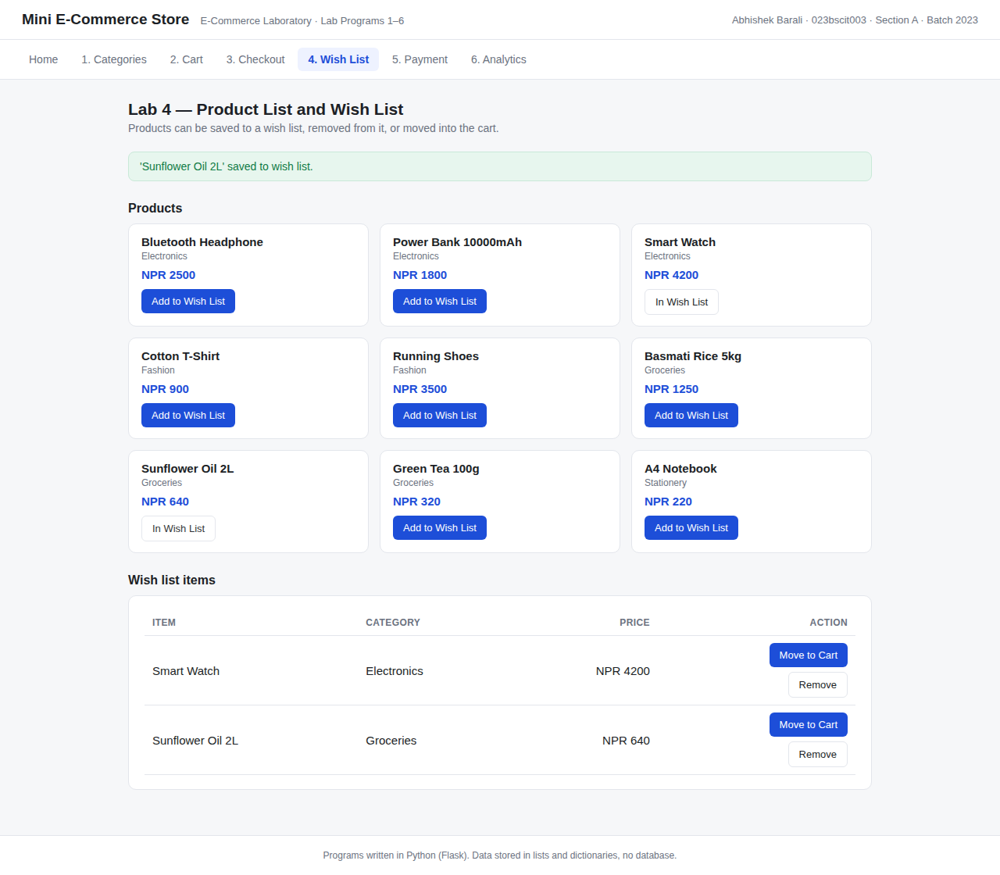 Mini E-Commerce Store E-Commerce Laboratory · Lab Programs 1–6 Abhishek Barali · 023bscit003 · Section A · Batch 2023
Home 1. Categories 2. Cart 3. Checkout 4. Wish List 5. Payment 6. Analytics
Lab 4 — Product List and Wish List
Products can be saved to a wish list, removed from it, or moved into the cart.
'Sunflower Oil 2L' saved to wish list.
Products
Bluetooth Headphone
Electronics
NPR 2500
Add to Wish List
Power Bank 10000mAh
Electronics
NPR 1800
Add to Wish List
Smart Watch
Electronics
NPR 4200
In Wish List
Cotton T-Shirt
Fashion
NPR 900
Add to Wish List
Running Shoes
Fashion
NPR 3500
Add to Wish List
Basmati Rice 5kg
Groceries
NPR 1250
Add to Wish List
Sunflower Oil 2L
Groceries
NPR 640
In Wish List
Green Tea 100g
Groceries
NPR 320
Add to Wish List
A4 Notebook
Stationery
NPR 220
Add to Wish List
Wish list items
ITEM CATEGORY PRICE ACTION
Smart Watch Electronics NPR 4200 Move to Cart
Remove
Sunflower Oil 2L Groceries NPR 640 Move to Cart
Remove
Programs written in Python (Flask). Data stored in lists and dictionaries, no database.